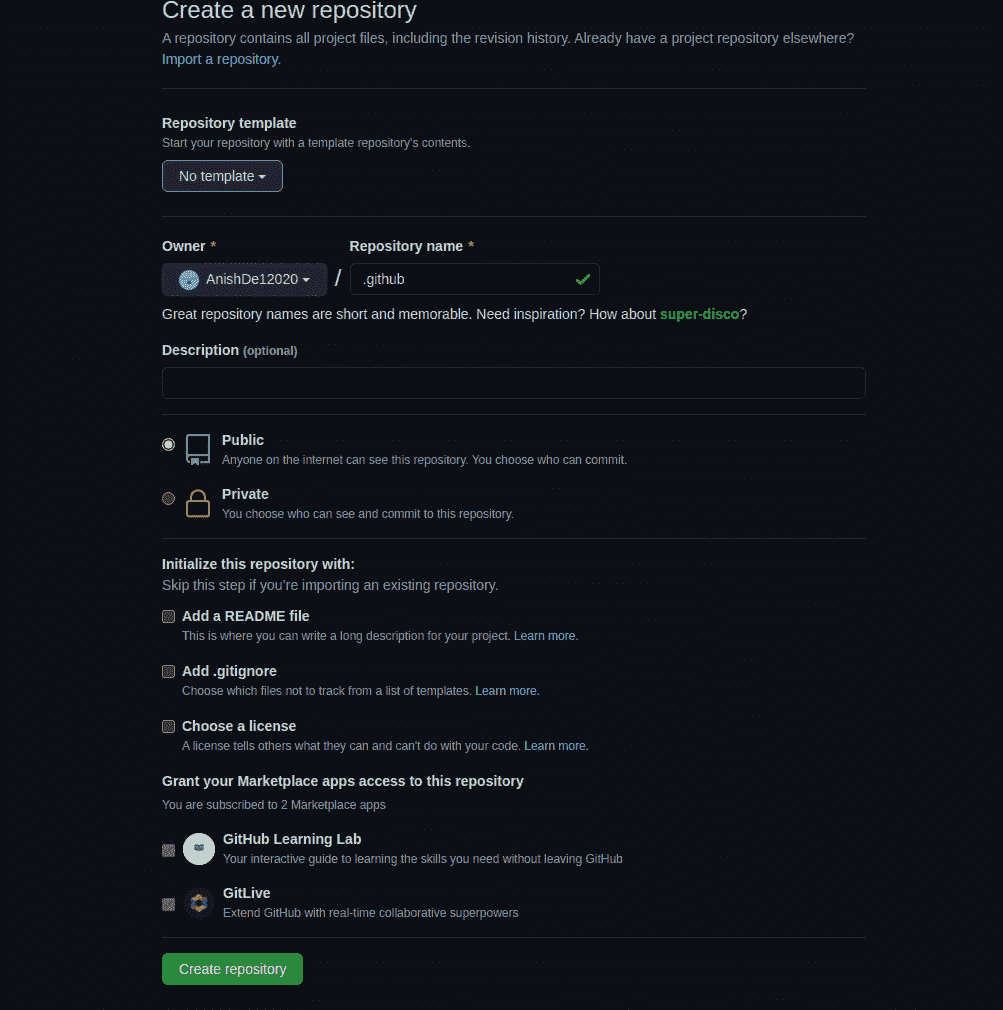 Create a new repository
A repository contains all project files, including the revision history. Already have a project repository elsewhere?
Import a repository.
Repository template
Start your repository with a template repository's contents.
No template
Owner *
Repository name *
AnishDe12020 / .github
Great repository names are short and memorable. Need inspiration? How about super-disco?
Description (optional)
Public
Anyone on the internet can see this repository. You choose who can commit.
Private
You choose who can see and commit to this repository.
Initialize this repository with:
Skip this step if you're importing an existing repository.
Add a README file
This is where you can write a long description for your project. Learn more.
Add .gitignore
Choose which files not to track from a list of templates. Learn more.
Choose a license
A license tells others what they can and can't do with your code. Learn more.
Grant your Marketplace apps access to this repository
You are subscribed to 2 Marketplace apps
GitHub Learning Lab
Your interactive guide to learning the skills you need without leaving GitHub
GitLive
Extend GitHub with real-time collaborative superpowers
Create repository